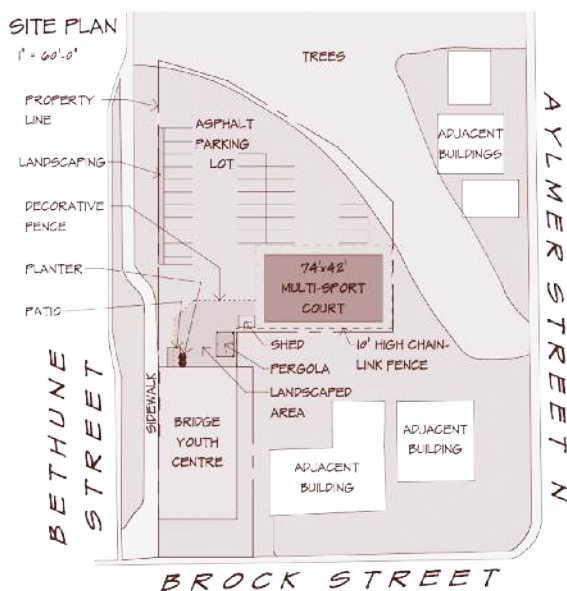 SITE PLAN
1" = 60'-0"
TREES
PROPERTY
LINE
ASPHALT
PARKING
LOT
ADJACENT
BUILDINGS
LANDSCAPING
DECORATIVE
FENCE
PLANTER
PATIO
74'x42'
MULTI-SPORT
COURT
SHED
PERGOLA
LANDSCAPED
AREA
10' HIGH CHAIN-
LINK FENCE
SIDEWALK
BRIDGE
YOUTH
CENTRE
ADJACENT
BUILDING
ADJACENT
BUILDING
BETHUNE
STREET
AYLMER STREET N
BROCK STREET